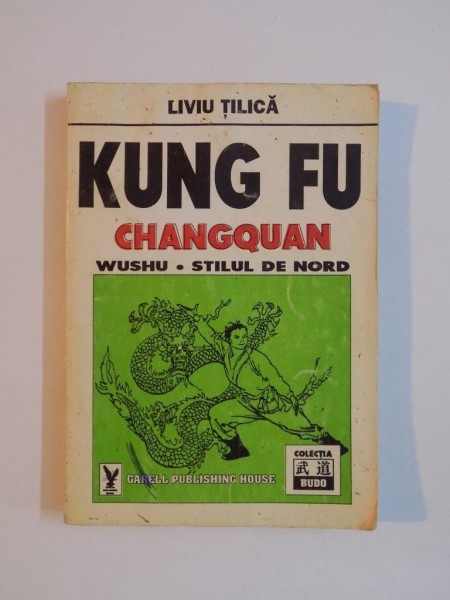 LIVIU ȚILICĂ
KUNG FU
CHANGQUAN
WUSHU • STILUL DE NORD
GARELL PUBLISHING HOUSE
COLECȚIA
武道
BUDO